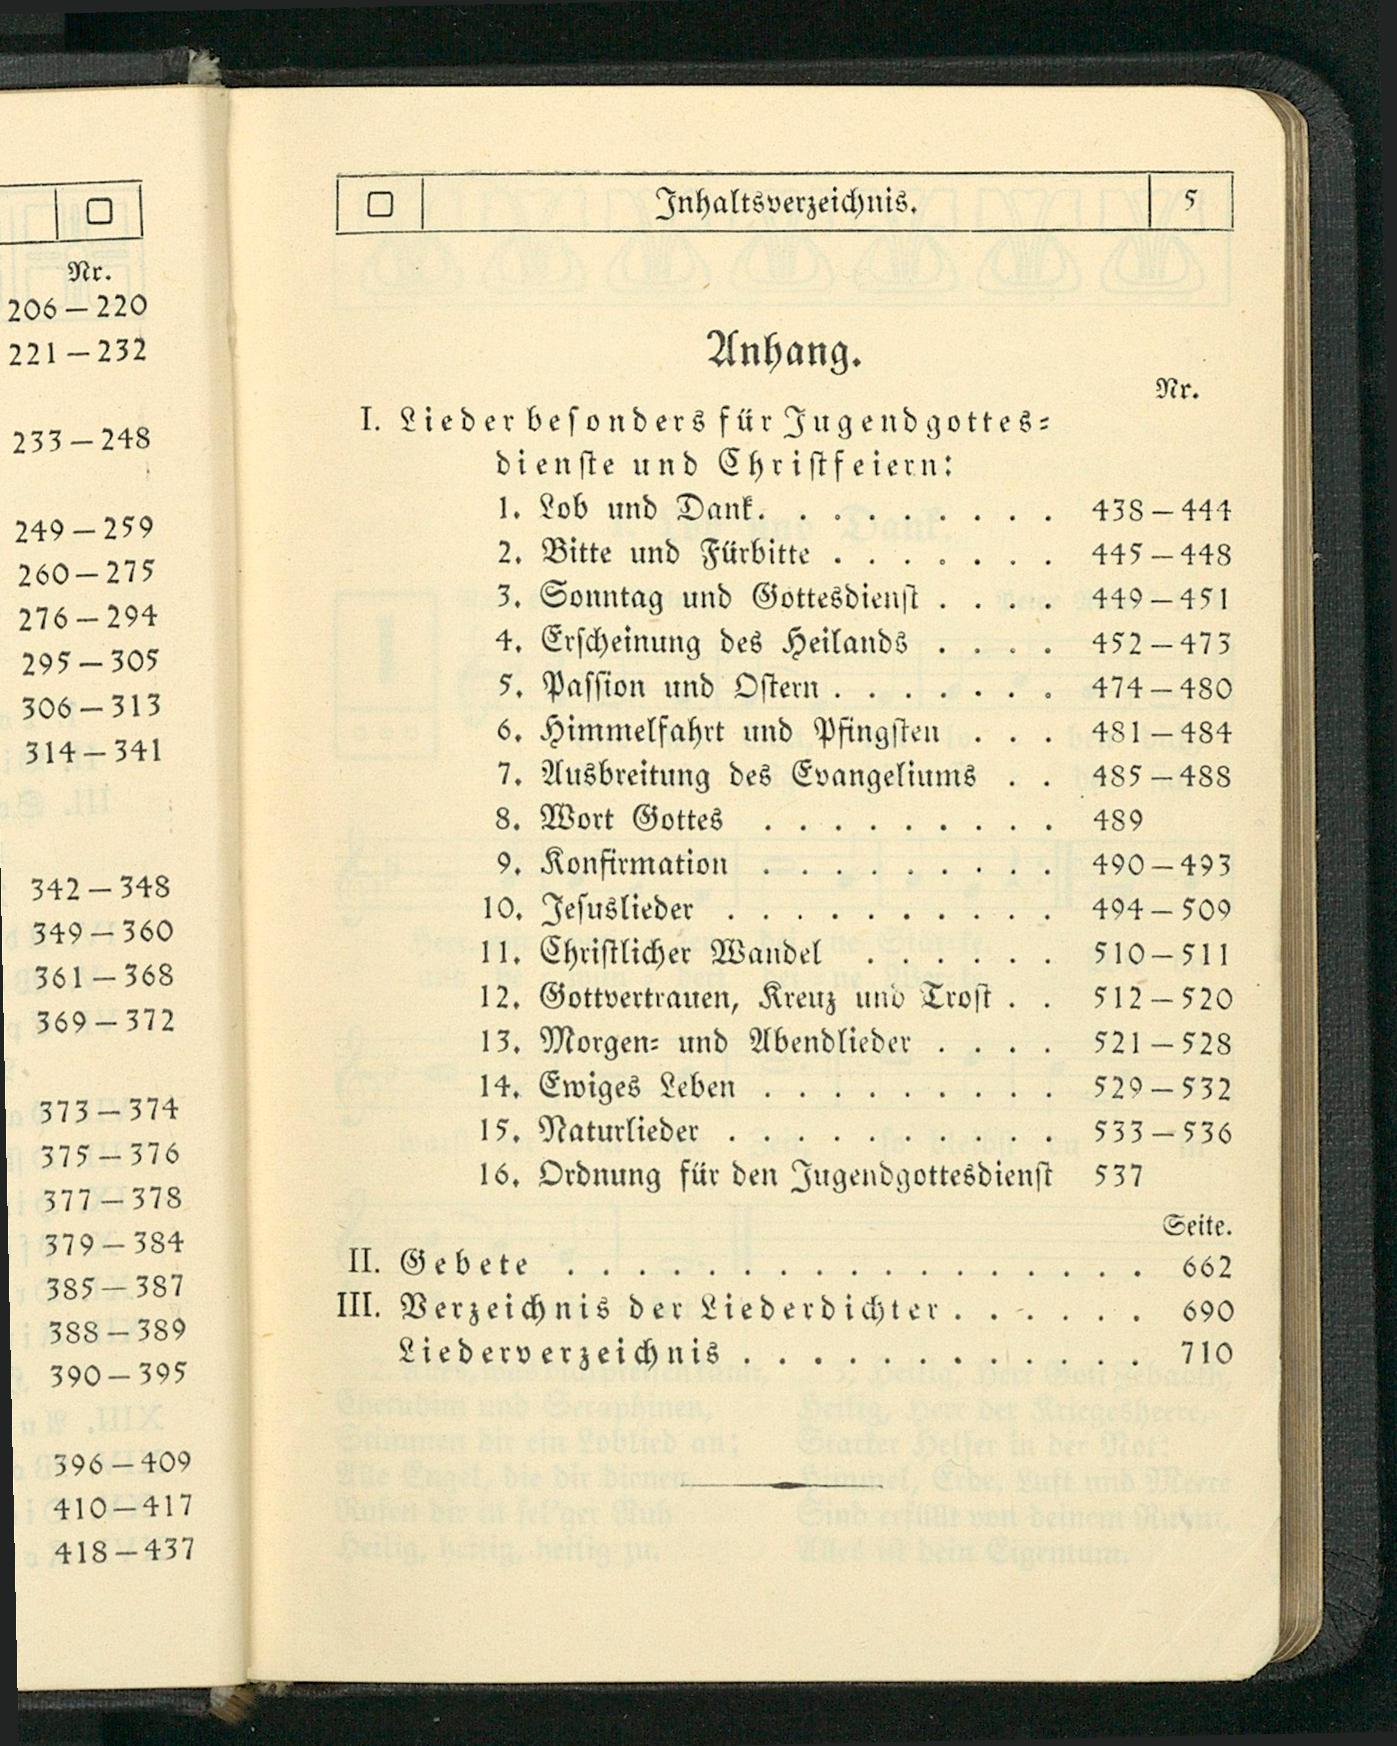 Nr.
206 – 220
221 – 232
233 – 248
249 – 259
260 – 275
276 – 294
295 – 305
306 – 313
314 – 341
342 – 348
349 – 360
361 – 368
369 – 372
373 – 374
375 – 376
377 – 378
379 – 384
385 – 387
388 – 389
390 – 395
396 – 409
410 – 417
418 – 437
Inhaltsverzeichnis. 5
Anhang.
Nr.
I. Lieder besonders für Jugendgottes-
dienste und Christfeiern:
1. Lob und Dank. . . . . . . . . 438 – 444
2. Bitte und Fürbitte . . . . . . . 445 – 448
3. Sonntag und Gottesdienst . . . . 449 – 451
4. Erscheinung des Heilands . . . . 452 – 473
5. Passion und Ostern . . . . . . . 474 – 480
6. Himmelfahrt und Pfingsten . . . 481 – 484
7. Ausbreitung des Evangeliums . . 485 – 488
8. Wort Gottes . . . . . . . . . 489
9. Konfirmation . . . . . . . . . 490 – 493
10. Jesuslieder . . . . . . . . . . 494 – 509
11. Christlicher Wandel . . . . . . 510 – 511
12. Gottvertrauen, Kreuz und Trost . . 512 – 520
13. Morgen- und Abendlieder . . . . 521 – 528
14. Ewiges Leben . . . . . . . . . 529 – 532
15. Naturlieder . . . . . . . . . . 533 – 536
16. Ordnung für den Jugendgottesdienst 537
Seite.
II. Gebete . . . . . . . . . . . . . . . . . 662
III. Verzeichnis der Liederdichter . . . . . . 690
Liederverzeichnis . . . . . . . . . . . . 710